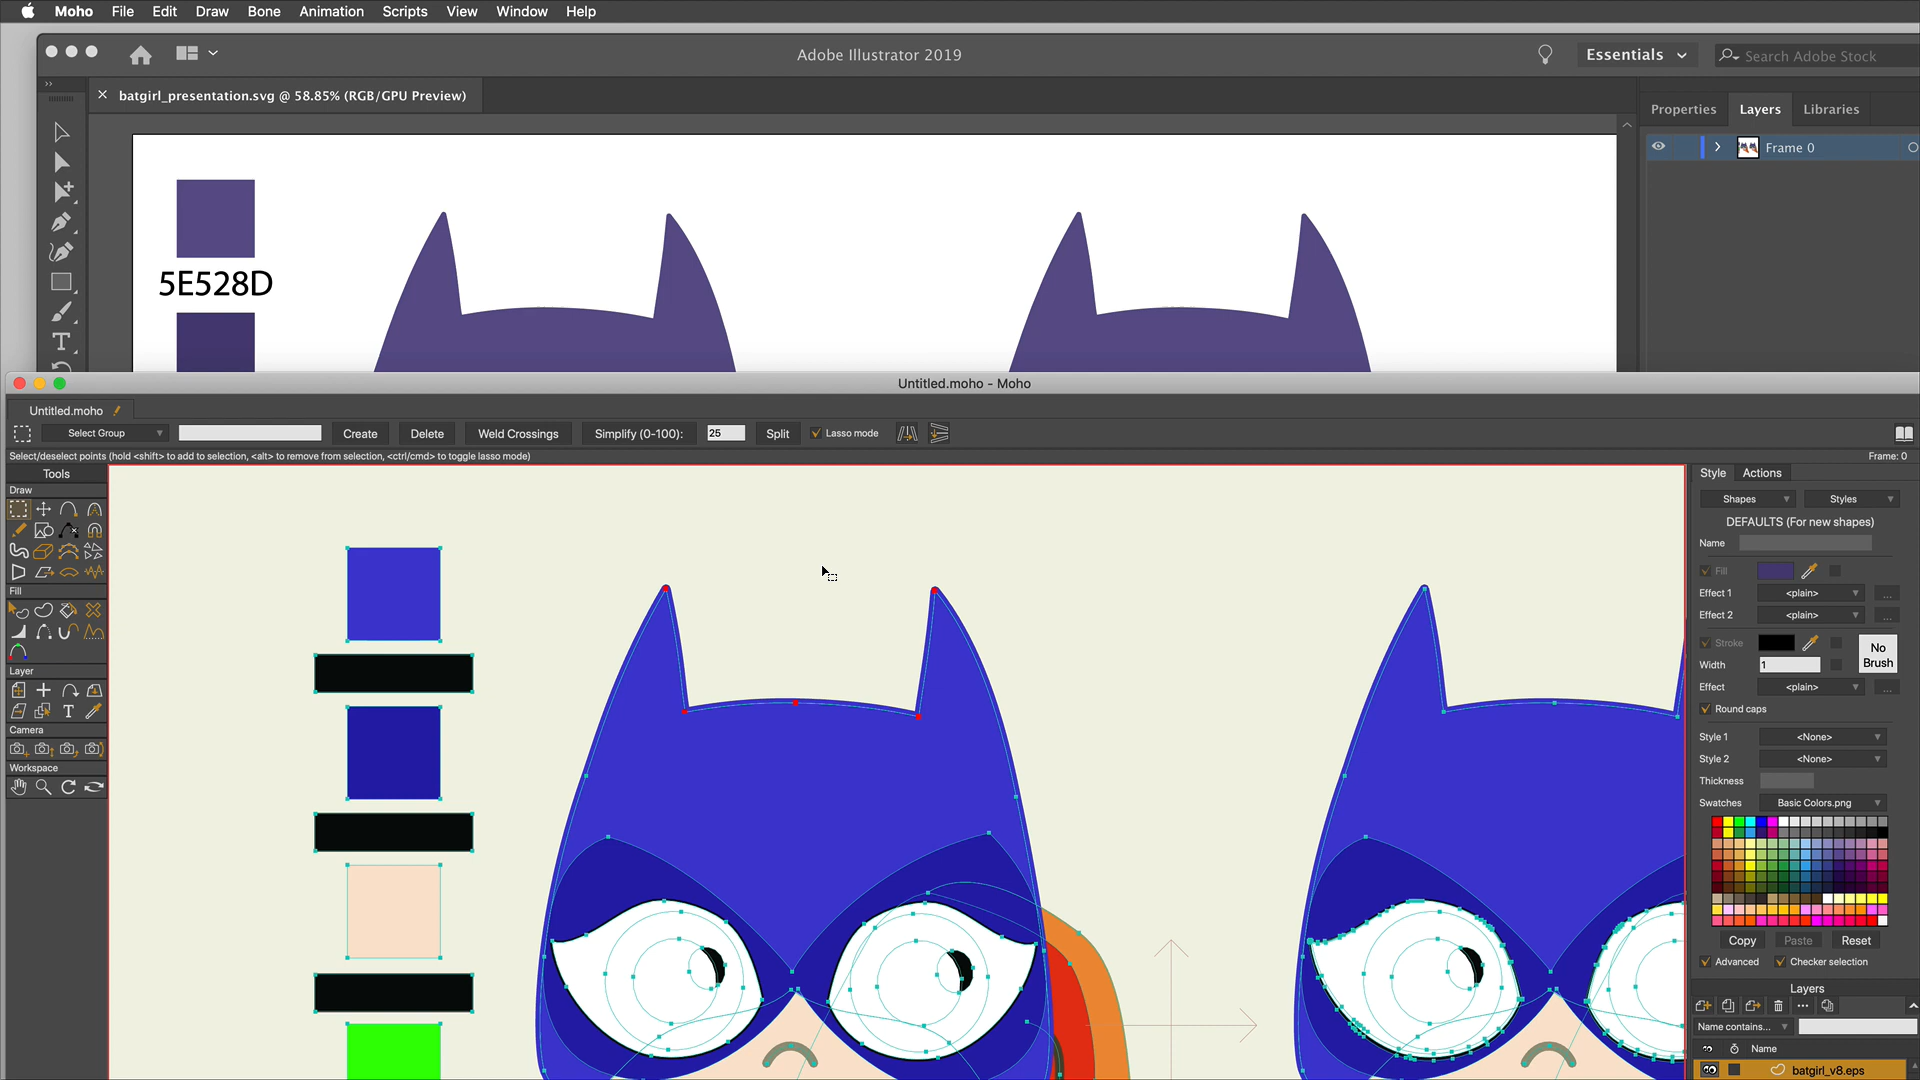 Moho File Edit Draw Bone Animation Scripts View Window Help
Adobe Illustrator 2019
Essentials
Search Adobe Stock
batgirl_presentation.svg @ 58.85% (RGB/GPU Preview)
Properties Layers Libraries
Frame 0
5E528D
Untitled.moho - Moho
Untitled.moho
Select Group Create Delete Weld Crossings Simplify (0-100): 25 Split Lasso mode
Select/deselect points (hold <shift> to add to selection, <alt> to remove from selection, <ctrl/cmd> to toggle lasso mode)
Frame: 0
Tools
Draw
Fill
Layer
Camera
Workspace
Style Actions
Shapes Styles
DEFAULTS (For new shapes)
Name
Fill
Effect 1 <plain> ...
Effect 2 <plain> ...
Stroke
No
Brush
Width 1
Effect <plain> ...
Round caps
Style 1 <None>
Style 2 <None>
Thickness
Swatches Basic Colors.png
Copy Paste Reset
Advanced Checker selection
Layers
Name contains...
Name
batgirl_v8.eps